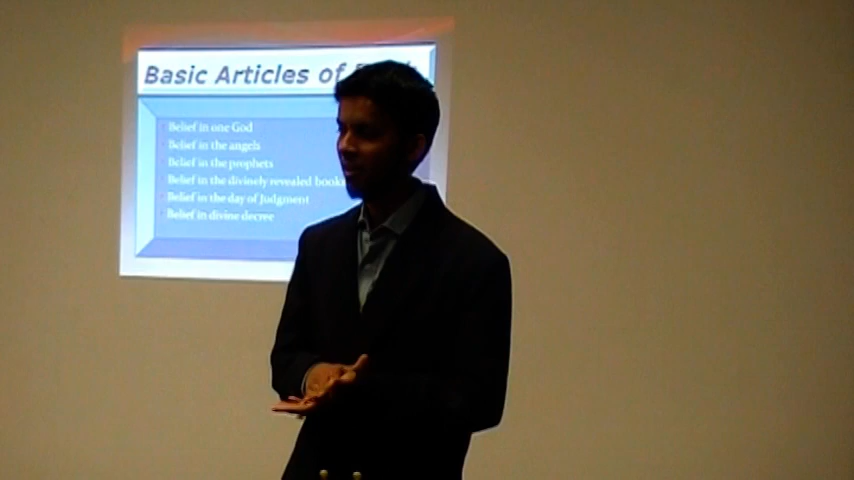 Basic Articles of
Belief in one God
Belief in the angels
Belief in the prophets
Belief in the divinely revealed books
Belief in the day of Judgment
Belief in divine decree